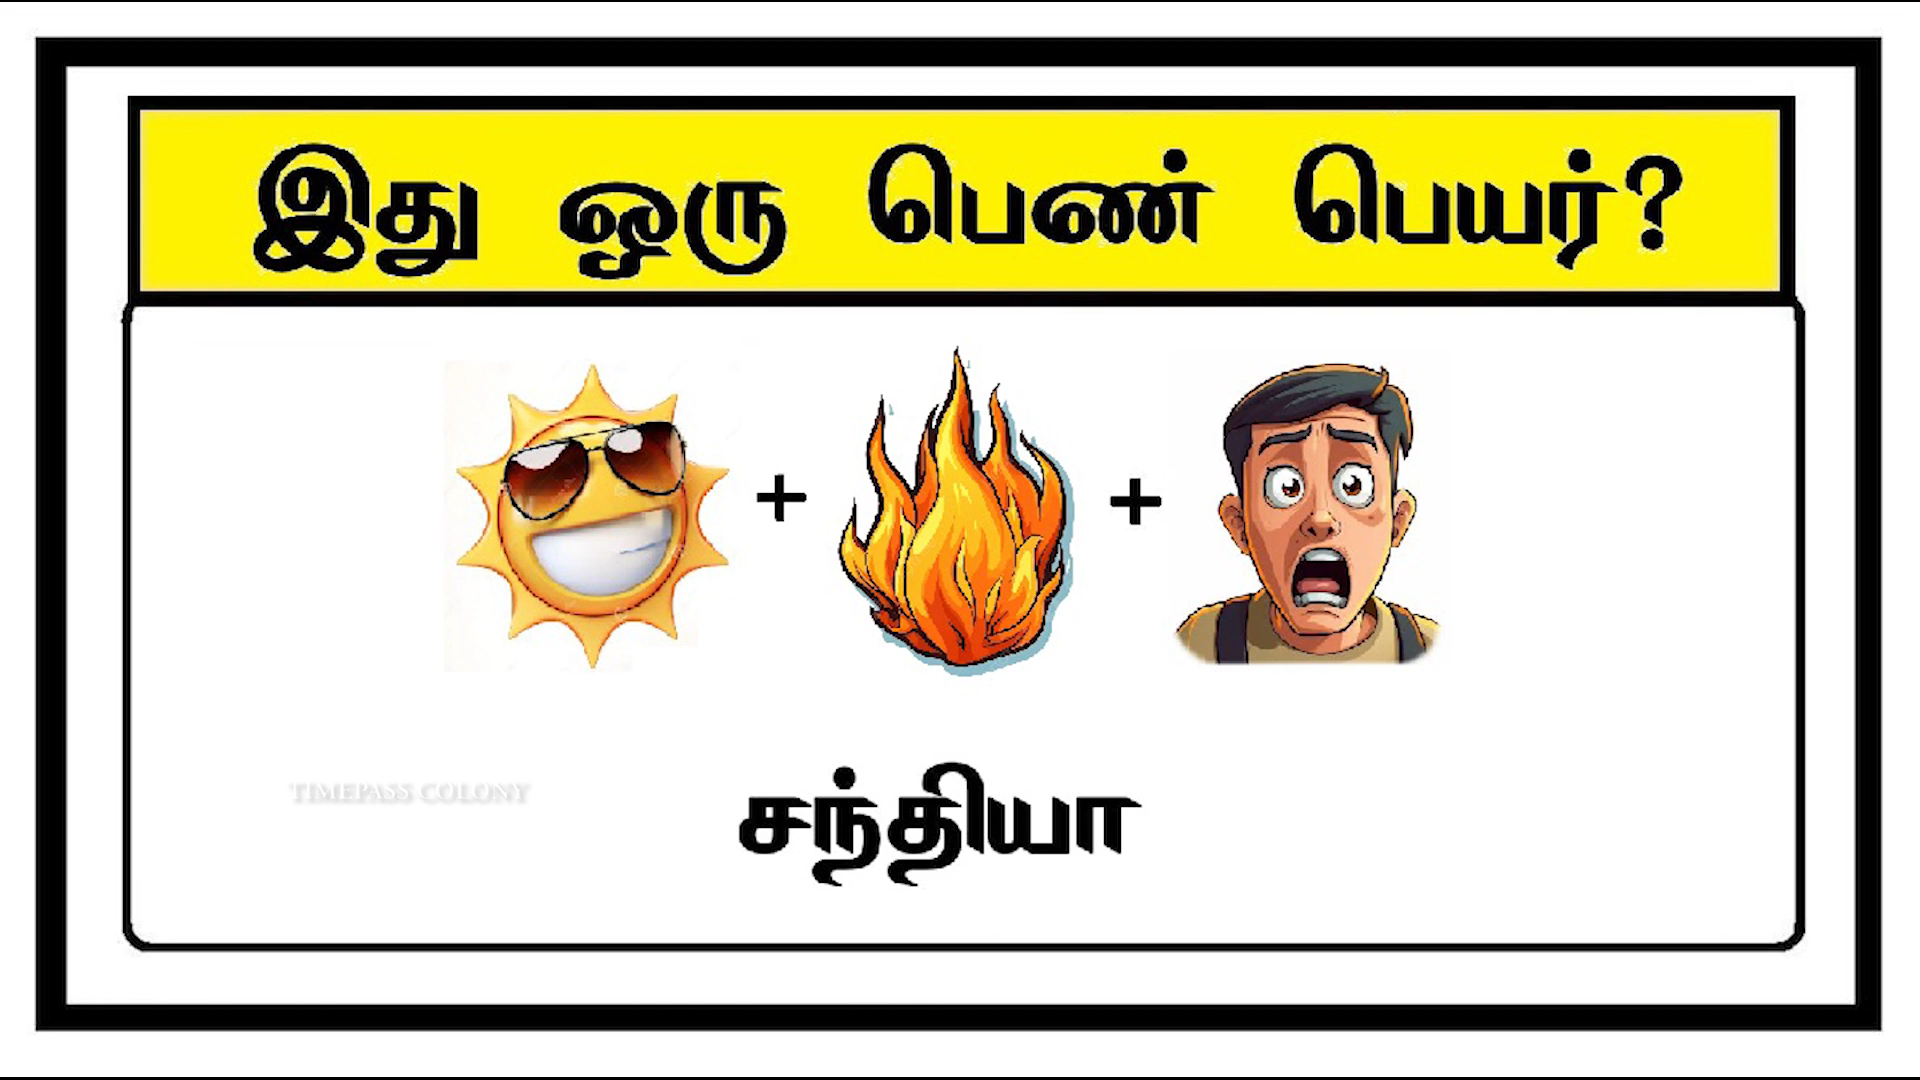 இது ஒரு பெண் பெயர்?
+ +
TIMEPASS COLONY
சந்தியா